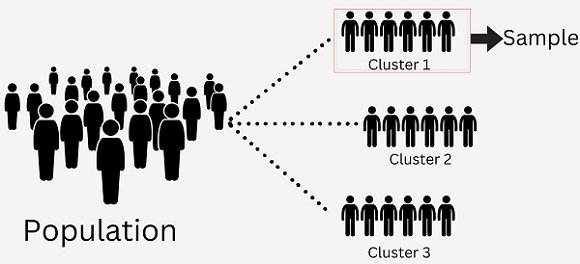 Cluster 1
Sample
Cluster 2
Cluster 3
Population